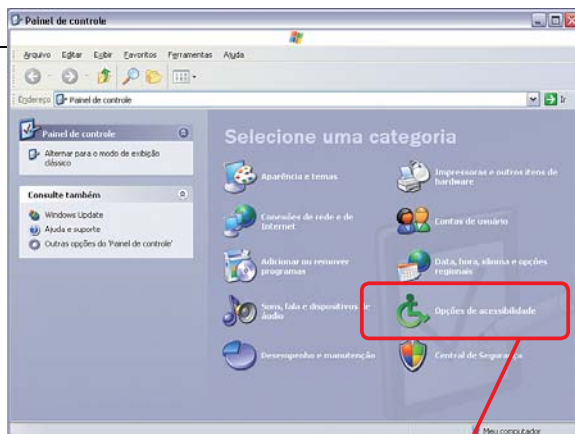 Painel de controle
Arquivo Editar Exibir Favoritos Ferramentas Ajuda
Endereço Painel de controle Ir
Painel de controle
Alternar para o modo de exibição
clássico
Consulte também
Windows Update
Ajuda e suporte
Outras opções do 'Painel de controle'
Selecione uma categoria
Aparência e temas
Impressoras e outros itens de
hardware
Conexões de rede e de
Internet
Contas de usuário
Adicionar ou remover
programas
Data, hora, idioma e opções
regionais
Sons, fala e dispositivos de
áudio
Opções de acessibilidade
Desempenho e manutenção
Central de Segurança
Meu computador